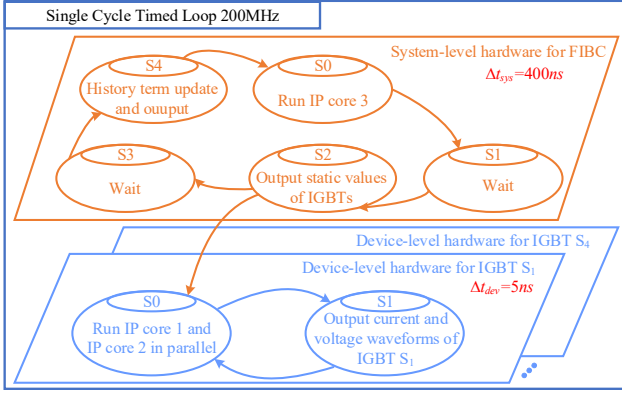 Single Cycle Timed Loop 200MHz
System-level hardware for FIBC
Δtsys=400ns
S4
History term update
and ouuput
S0
Run IP core 3
S3
Wait
S2
Output static values
of IGBTs
S1
Wait
Device-level hardware for IGBT S4
Device-level hardware for IGBT S1
Δtdev=5ns
S0
Run IP core 1 and
IP core 2 in parallel
S1
Output current and
voltage waveforms of
IGBT S1